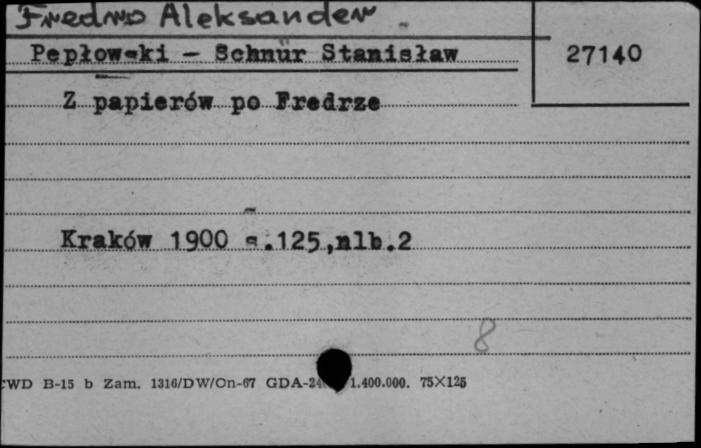 Fredro Aleksander
Pepłowski - Schnür Stanisław
27140
Z papierów po Fredrze
Kraków 1900 s.125,nlb.2
8
WD B-15 b Zam. 1316/DW/On-67 GDA-24 1.400.000. 75X125